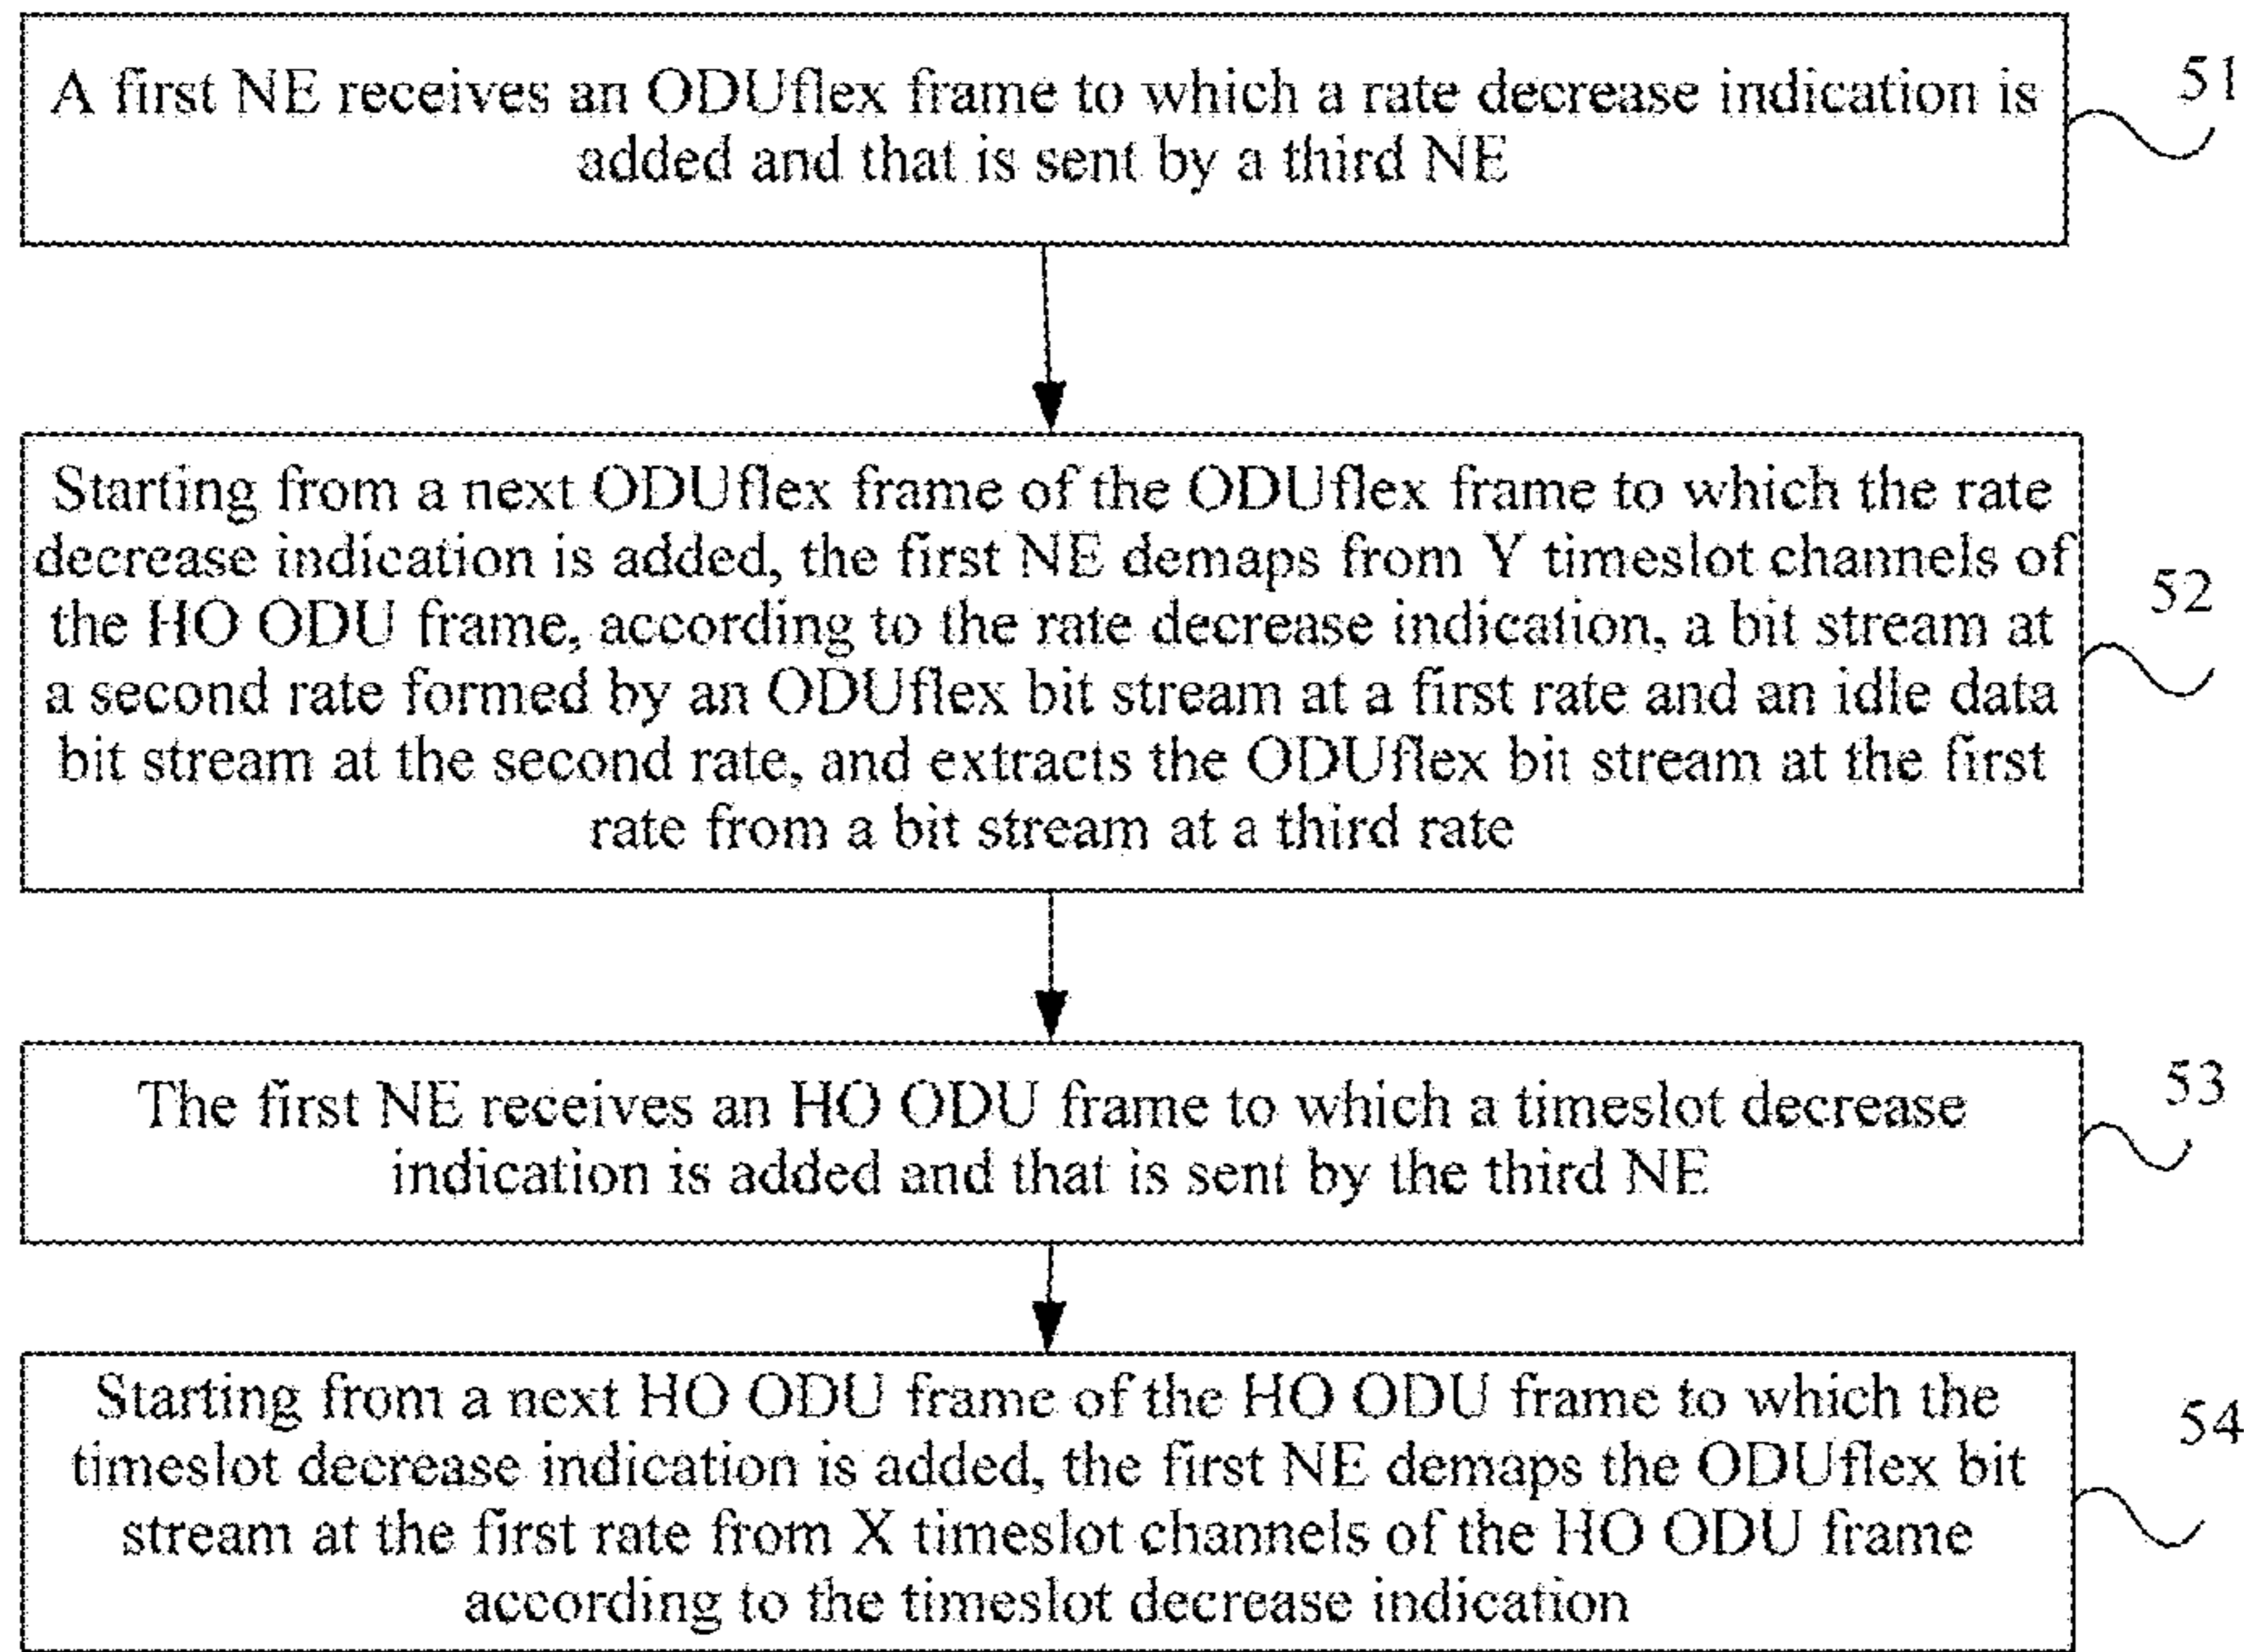 A first NE receives an ODUflex frame to which a rate decrease indication is
added and that is sent by a third NE
51
Starting from a next ODUflex frame of the ODUflex frame to which the rate
decrease indication is added, the first NE demaps from Y timeslot channels of
the HO ODU frame, according to the rate decrease indication, a bit stream at
a second rate formed by an ODUflex bit stream at a first rate and an idle data
bit stream at the second rate, and extracts the ODUflex bit stream at the first
rate from a bit stream at a third rate
52
The first NE receives an HO ODU frame to which a timeslot decrease
indication is added and that is sent by the third NE
53
Starting from a next HO ODU frame of the HO ODU frame to which the
timeslot decrease indication is added, the first NE demaps the ODUflex bit
stream at the first rate from X timeslot channels of the HO ODU frame
according to the timeslot decrease indication
54